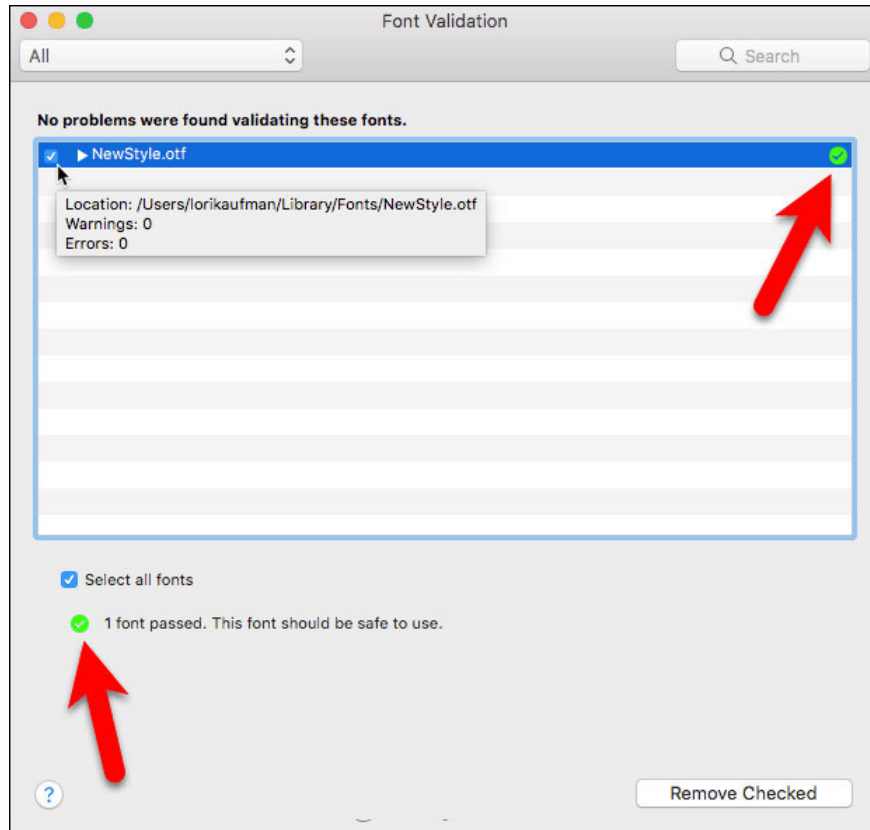 Font Validation
All
Search
No problems were found validating these fonts.
NewStyle.otf
Location: /Users/lorikaufman/Library/Fonts/NewStyle.otf
Warnings: 0
Errors: 0
Select all fonts
1 font passed. This font should be safe to use.
?
Remove Checked